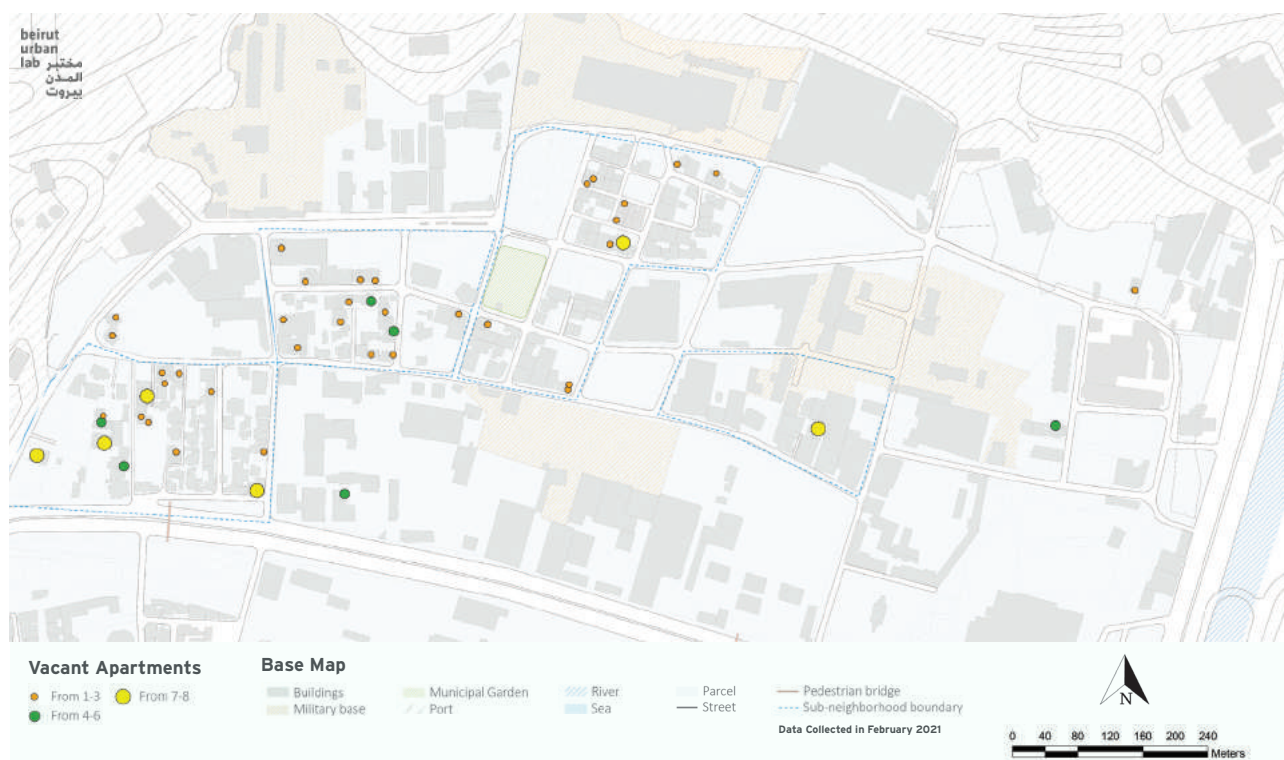 beirut
urban
lab مختبر
المدن
بيروت
Vacant Apartments
From 1-3
From 7-8
From 4-6
Base Map
Buildings
Military base
Municipal Garden
Port
River
Sea
Parcel
Street
Pedestrian bridge
Sub-neighborhood boundary
Data Collected in February 2021
N
0 40 80 120 160 200 240
Meters